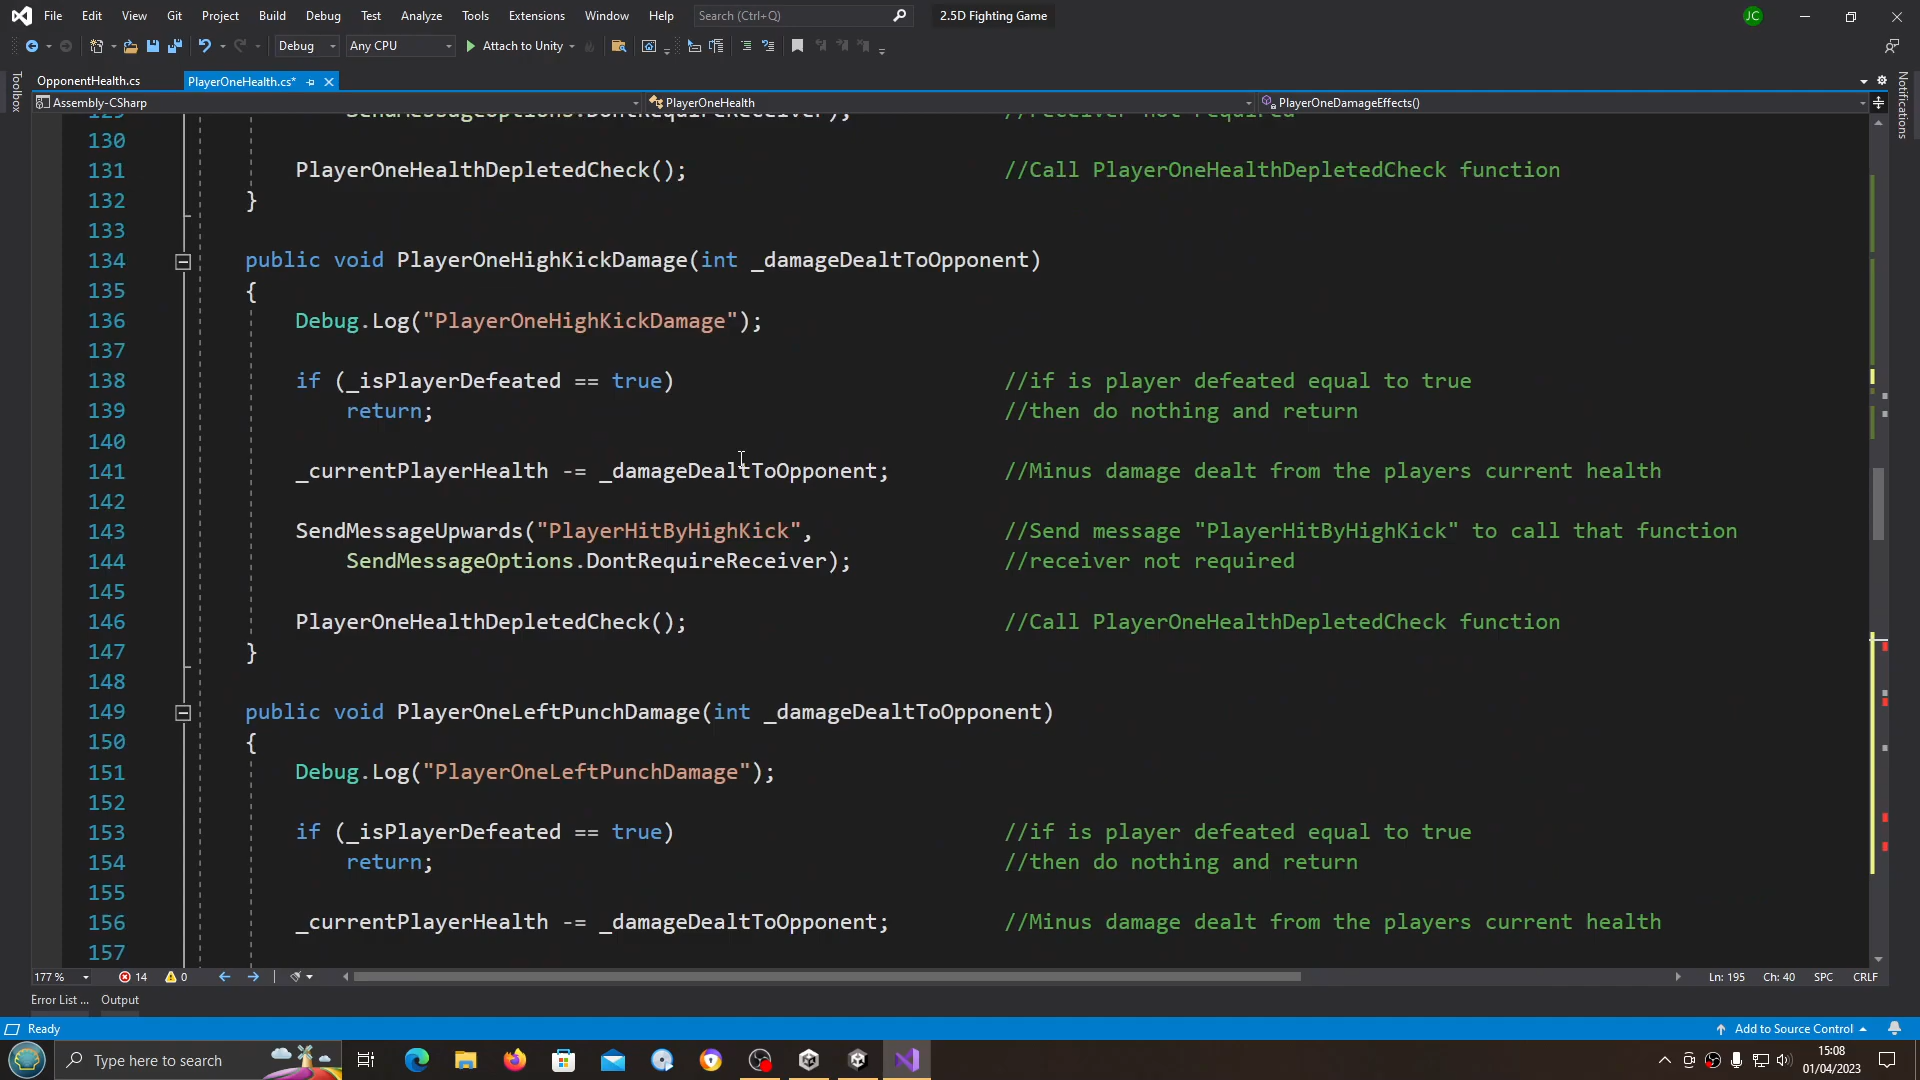 File Edit View Git Project Build Debug Test Analyze Tools Extensions Window Help Search (Ctrl+Q) 2.5D Fighting Game JC
Debug Any CPU Attach to Unity
OpponentHealth.cs PlayerOneHealth.cs*
Toolbox
Notifications
Assembly-CSharp PlayerOneHealth PlayerOneDamageEffects()
129 SendMessageOptions.DontRequireReceiver); //receiver not required
130
131 PlayerOneHealthDepletedCheck(); //Call PlayerOneHealthDepletedCheck function
132 }
133
134 public void PlayerOneHighKickDamage(int _damageDealtToOpponent)
135 {
136 Debug.Log("PlayerOneHighKickDamage");
137
138 if (_isPlayerDefeated == true) //if is player defeated equal to true
139 return; //then do nothing and return
140
141 _currentPlayerHealth -= _damageDealtToOpponent; //Minus damage dealt from the players current health
142
143 SendMessageUpwards("PlayerHitByHighKick", //Send message "PlayerHitByHighKick" to call that function
144 SendMessageOptions.DontRequireReceiver); //receiver not required
145
146 PlayerOneHealthDepletedCheck(); //Call PlayerOneHealthDepletedCheck function
147 }
148
149 public void PlayerOneLeftPunchDamage(int _damageDealtToOpponent)
150 {
151 Debug.Log("PlayerOneLeftPunchDamage");
152
153 if (_isPlayerDefeated == true) //if is player defeated equal to true
154 return; //then do nothing and return
155
156 _currentPlayerHealth -= _damageDealtToOpponent; //Minus damage dealt from the players current health
157
177 % 14 0 Ln: 195 Ch: 40 SPC CRLF
Error List ... Output
Ready Add to Source Control
Type here to search 15:08
01/04/2023